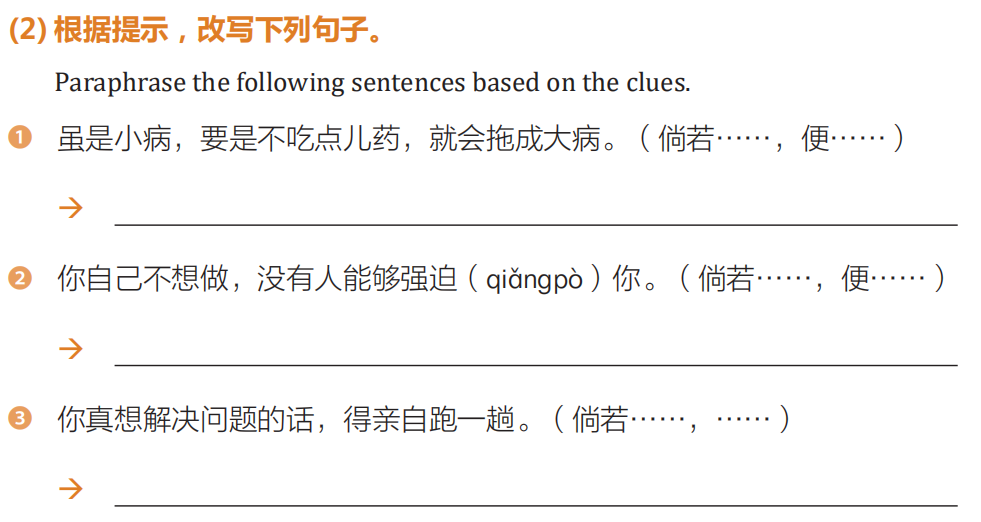 (2) 根据提示，改写下列句子。
Paraphrase the following sentences based on the clues.
1 虽是小病，要是不吃点儿药，就会拖成大病。（倘若……，便……）
→
2 你自己不想做，没有人能够强迫（qiǎngpò）你。（倘若……，便……）
→
3 你真想解决问题的话，得亲自跑一趟。（倘若……，……）
→